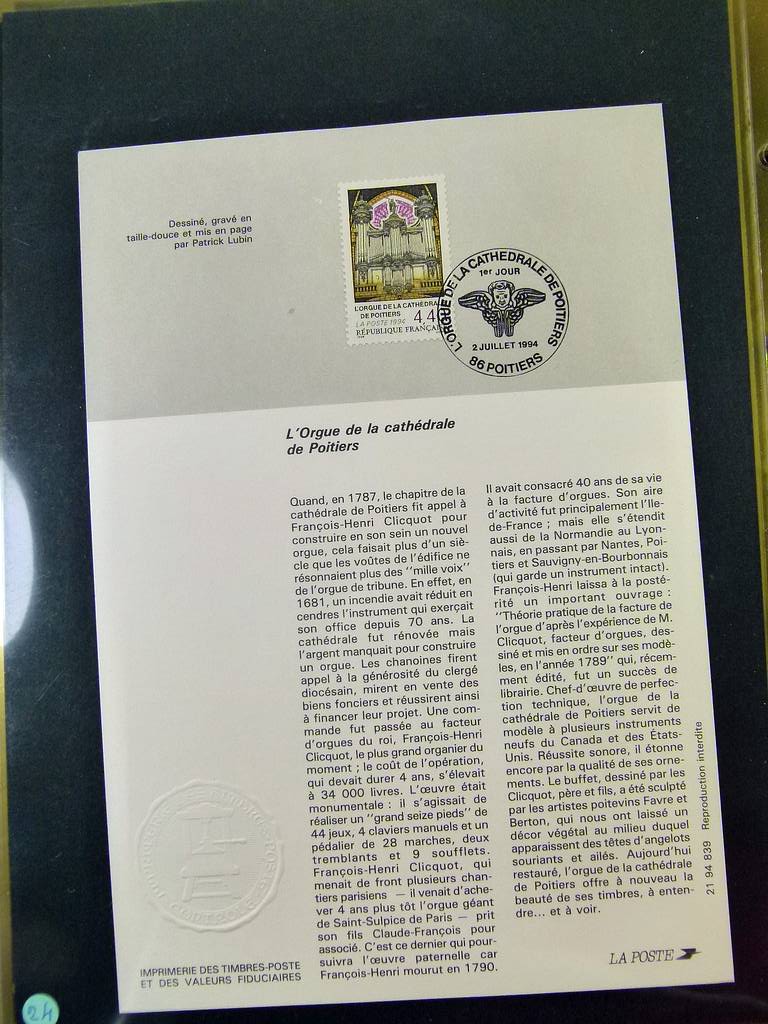 Dessiné, gravé en
taille-douce et mis en page
par Patrick Lubin
L'ORGUE DE LA CATHÉDRA
DE POITIERS
LA POSTE 1994
4,4
RÉPUBLIQUE FRANÇA
L'ORGUE DE LA CATHEDRALE DE POITIERS
1er JOUR
2 JUILLET 1994
86 POITIERS
L'Orgue de la cathédrale
de Poitiers
Quand, en 1787, le chapitre de la
cathédrale de Poitiers fit appel à
François-Henri Clicquot pour
construire en son sein un nouvel
orgue, cela faisait plus d'un siè-
cle que les voûtes de l'édifice ne
résonnaient plus des "mille voix"
de l'orgue de tribune. En effet, en
1681, un incendie avait réduit en
cendres l'instrument qui exerçait
son office depuis 70 ans. La
cathédrale fut rénovée mais
l'argent manquait pour construire
un orgue. Les chanoines firent
appel à la générosité du clergé
diocésain, mirent en vente des
biens fonciers et réussirent ainsi
à financer leur projet. Une com-
mande fut passée au facteur
d'orgues du roi, François-Henri
Clicquot, le plus grand organier du
moment ; le coût de l'opération,
qui devait durer 4 ans, s'élevait
à 34 000 livres. L'œuvre était
monumentale : il s'agissait de
réaliser un "grand seize pieds" de
44 jeux, 4 claviers manuels et un
pédalier de 28 marches, deux
tremblants et 9 soufflets.
François-Henri Clicquot, qui
menait de front plusieurs chan-
tiers parisiens — il venait d'ache-
ver 4 ans plus tôt l'orgue géant
de Saint-Sulpice de Paris — prit
son fils Claude-François pour
associé. C'est ce dernier qui pour-
suivra l'œuvre paternelle car
François-Henri mourut en 1790.
Il avait consacré 40 ans de sa vie
à la facture d'orgues. Son aire
d'activité fut principalement l'Ile-
de-France ; mais elle s'étendit
aussi de la Normandie au Lyon-
nais, en passant par Nantes, Poi-
tiers et Sauvigny-en-Bourbonnais
(qui garde un instrument intact).
François-Henri laissa à la posté-
rité un important ouvrage :
"Théorie pratique de la facture de
l'orgue d'après l'expérience de M.
Clicquot, facteur d'orgues, des-
siné et mis en ordre sur ses modè-
les, en l'année 1789" qui, récem-
ment édité, fut un succès de
librairie. Chef-d'œuvre de perfec-
tion technique, l'orgue de la
cathédrale de Poitiers servit de
modèle à plusieurs instruments
neufs du Canada et des États-
Unis. Réussite sonore, il étonne
encore par la qualité de ses orne-
ments. Le buffet, dessiné par les
Clicquot, père et fils, a été sculpté
par les artistes poitevins Favre et
Berton, qui nous ont laissé un
décor végétal au milieu duquel
apparaissent des têtes d'angelots
souriants et ailés. Aujourd'hui
restauré, l'orgue de la cathédrale
de Poitiers offre à nouveau la
beauté de ses timbres, à enten-
dre... et à voir.
21 94 839 Reproduction interdite
IMPRIMERIE DES TIMBRES-POSTE
ET DES VALEURS FIDUCIAIRES
LA POSTE
24